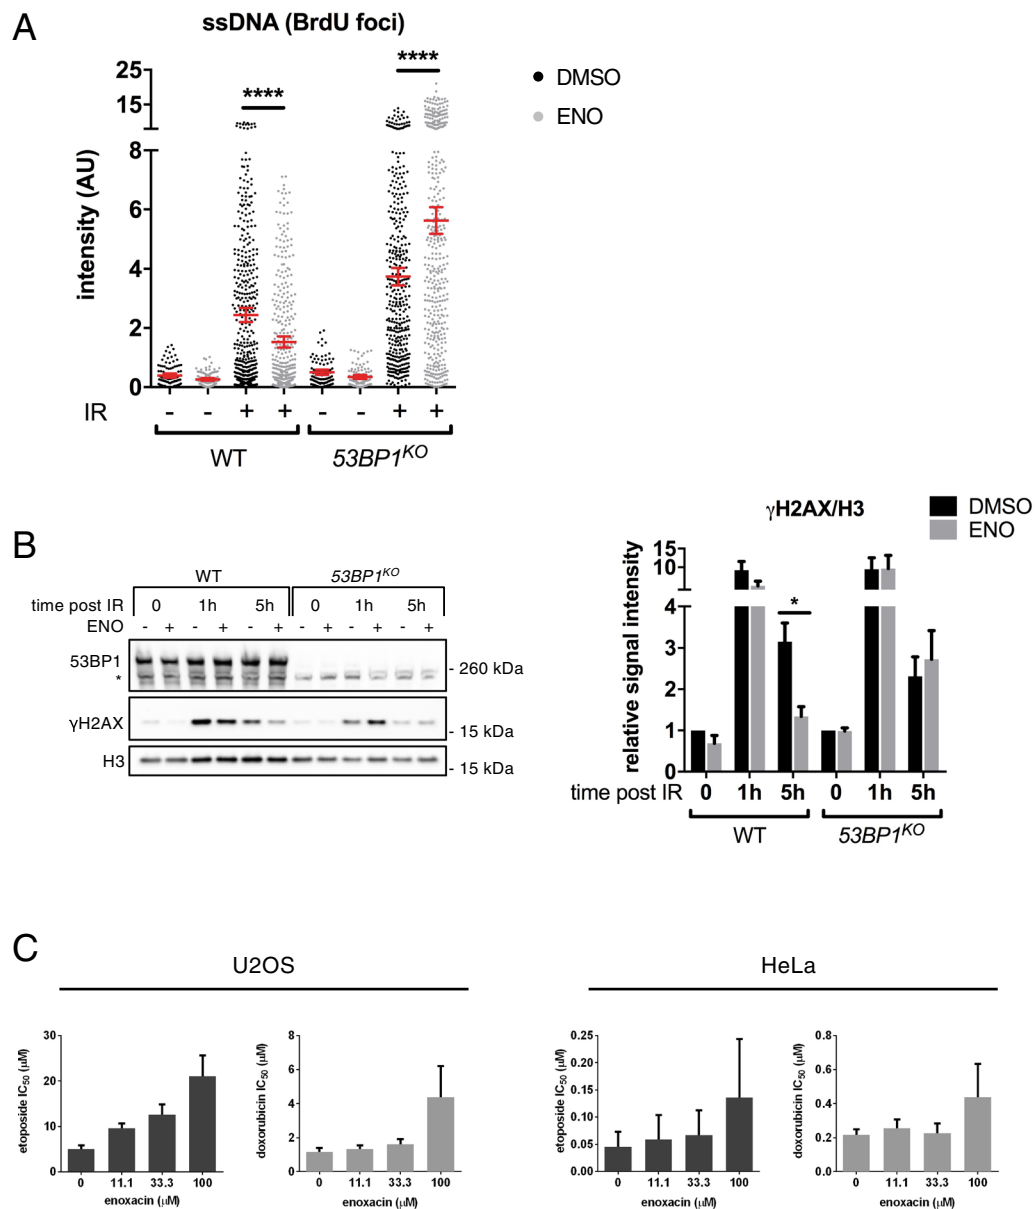 A
ssDNA (BrdU foci)
DMSO
ENO
intensity (AU)
25
15
8
6
4
2
0
****
****
IR - - + + - - + +
WT 53BP1KO
B
WT 53BP1KO
time post IR 0 1h 5h 0 1h 5h
ENO - + - + - + - + - + - +
53BP1
*
- 260 kDa
γH2AX
- 15 kDa
H3
- 15 kDa
γH2AX/H3
DMSO
ENO
relative signal intensity
15
10
4
3
2
1
0
*
time post IR 0 1h 5h 0 1h 5h
WT 53BP1KO
C
U2OS
HeLa
etoposide IC50 (μM)
30
20
10
0
0 11.1 33.3 100
enoxacin (μM)
doxorubicin IC50 (μM)
8
6
4
2
0
0 11.1 33.3 100
enoxacin (μM)
etoposide IC50 (μM)
0.25
0.20
0.15
0.10
0.05
0.00
0 11.1 33.3 100
enoxacin (μM)
doxorubicin IC50 (μM)
0.8
0.6
0.4
0.2
0.0
0 11.1 33.3 100
enoxacin (μM)